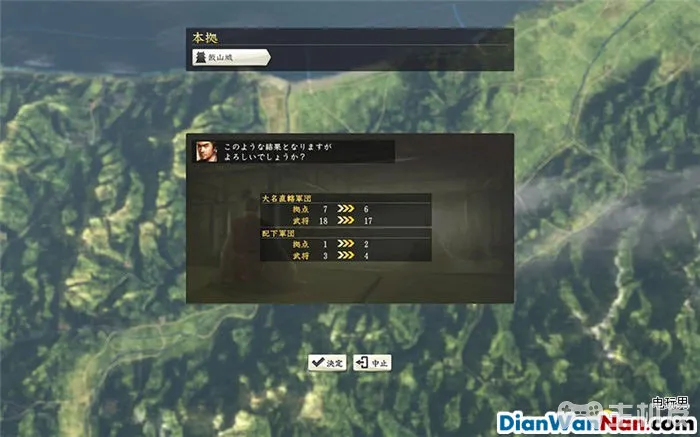 本拠
飯山城
このような結果となりますが
よろしいでしょうか？
大名直轄軍団
拠点 7 >>> 6
武将 18 >>> 17
配下軍団
拠点 1 >>> 2
武将 3 >>> 4
決定 中止
电玩男
DianWanNan.com